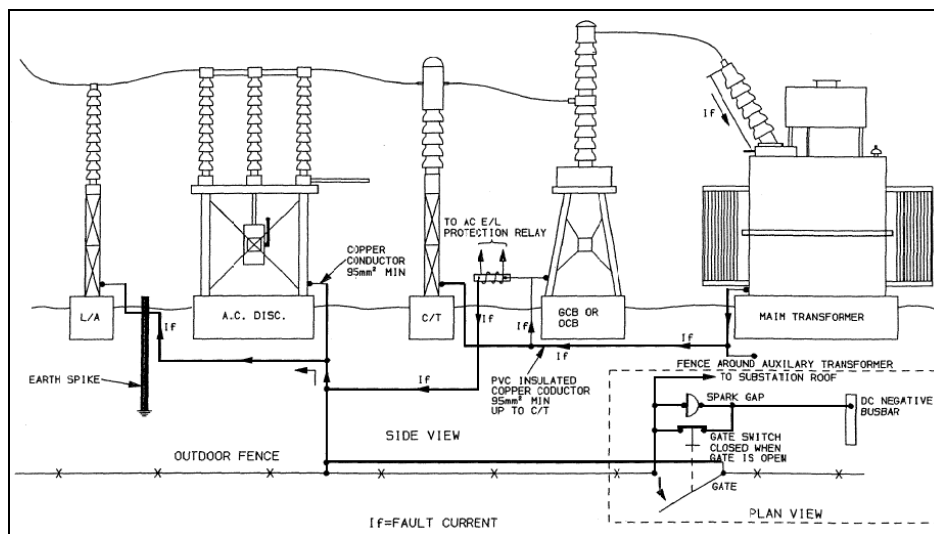 If
TO AC E/L
PROTECTION RELAY
COPPER
CONDUCTOR
95mm² MIN
L/A
A.C. DISC.
C/T
GCB OR
OCB
MAIM TRANSFORMER
If
If
If
If
If
If
EARTH SPIKE
If
PVC INSULATED
COPPER CODUCTOR
95mm² MIN
UP TO C/T
FENCE AROUND AUXILARY TRANSFORMER
TO SUBSTATION ROOF
SPARK GAP
DC NEGATIVE
BUSBAR
GATE SWITCH
CLOSED WHEN
GATE IS OPEN
GATE
PLAN VIEW
SIDE VIEW
OUTDOOR FENCE
If=FAULT CURRENT